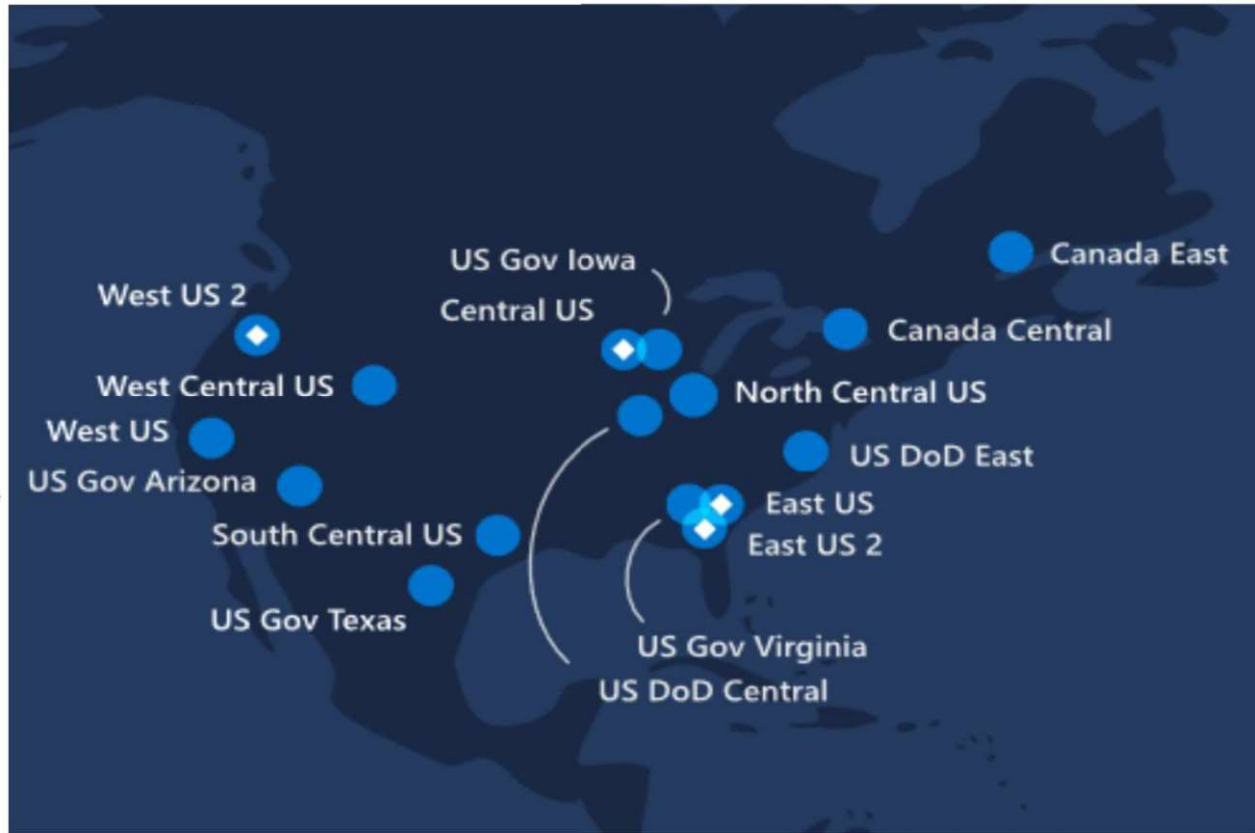 US Gov Iowa
Canada East
West US 2
Central US
Canada Central
West Central US
North Central US
West US
US DoD East
US Gov Arizona
East US
South Central US
East US 2
US Gov Texas
US Gov Virginia
US DoD Central